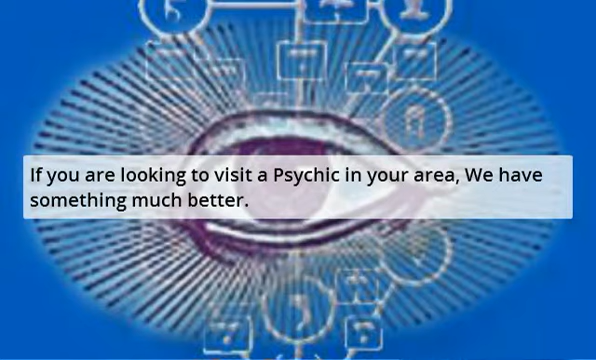 If you are looking to visit a Psychic in your area, We have
something much better.